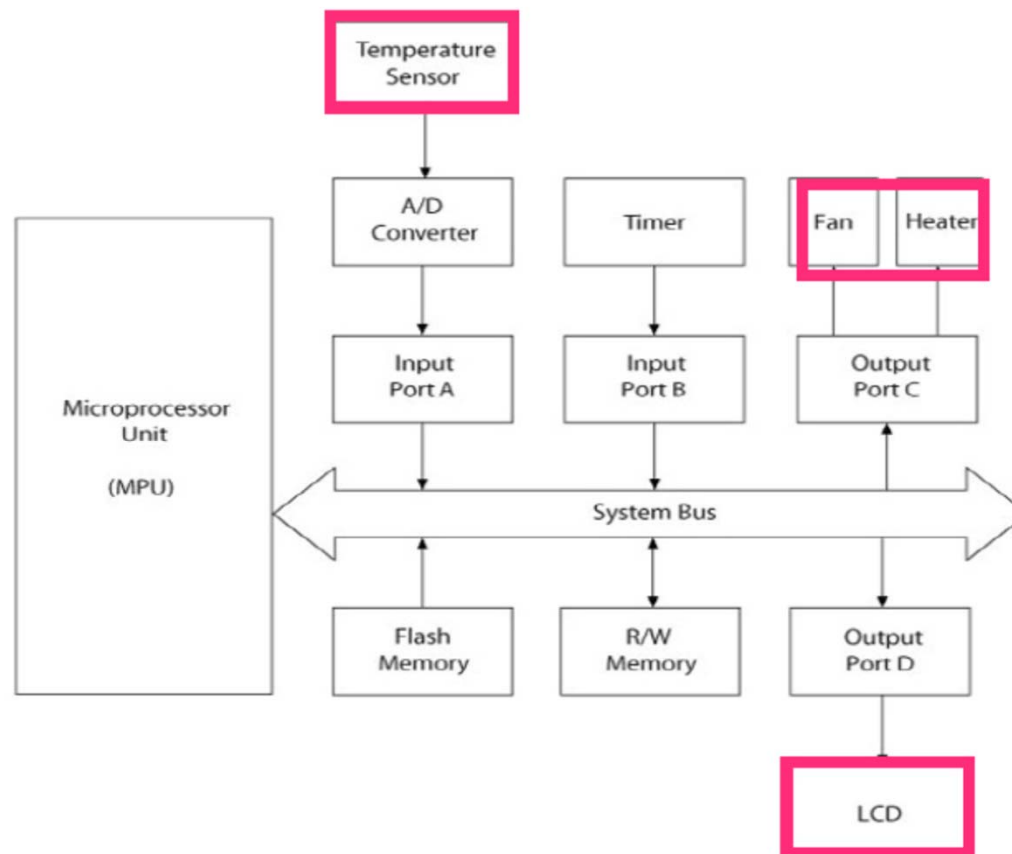 Temperature
Sensor
A/D
Converter
Timer
Fan
Heater
Input
Port A
Input
Port B
Output
Port C
Microprocessor
Unit
(MPU)
System Bus
Flash
Memory
R/W
Memory
Output
Port D
LCD